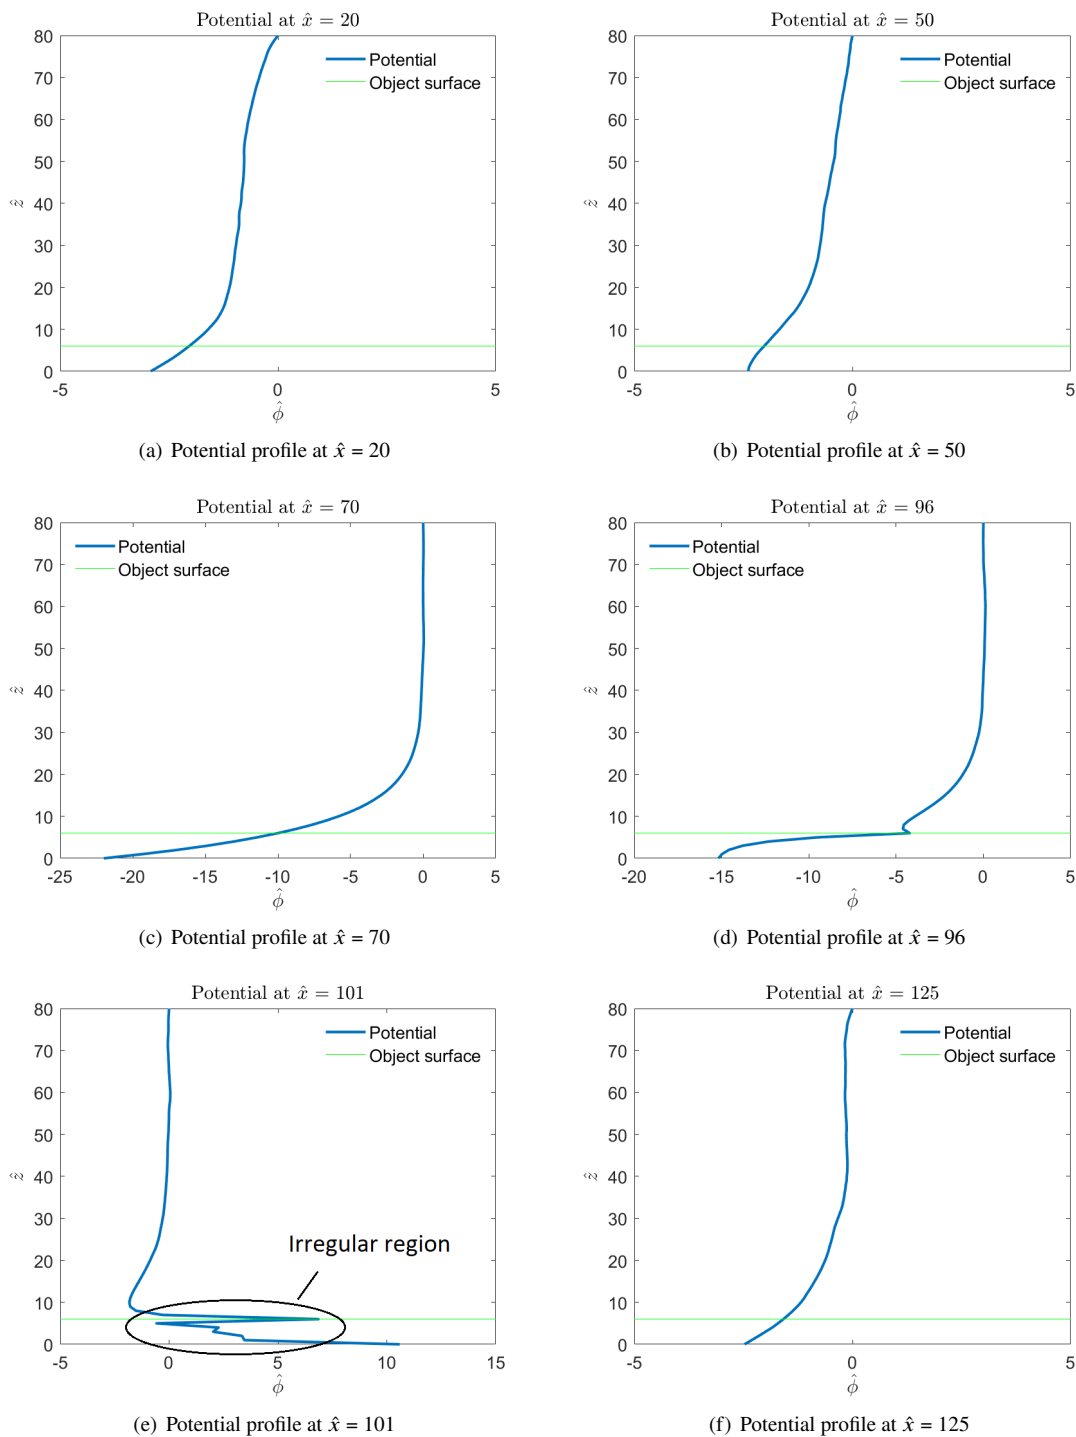 Potential at x̂ = 20
80
70
60
50
40
30
20
10
0
ẑ
-5
0
5
ϕ̂
Potential
Object surface
(a) Potential profile at x̂ = 20
Potential at x̂ = 50
80
70
60
50
40
30
20
10
0
ẑ
-5
0
5
ϕ̂
Potential
Object surface
(b) Potential profile at x̂ = 50
Potential at x̂ = 70
80
70
60
50
40
30
20
10
0
ẑ
-25
-20
-15
-10
-5
0
5
ϕ̂
Potential
Object surface
(c) Potential profile at x̂ = 70
Potential at x̂ = 96
80
70
60
50
40
30
20
10
0
ẑ
-20
-15
-10
-5
0
5
ϕ̂
Potential
Object surface
(d) Potential profile at x̂ = 96
Potential at x̂ = 101
80
70
60
50
40
30
20
10
0
ẑ
-5
0
5
10
15
ϕ̂
Potential
Object surface
Irregular region
(e) Potential profile at x̂ = 101
Potential at x̂ = 125
80
70
60
50
40
30
20
10
0
ẑ
-5
0
5
ϕ̂
Potential
Object surface
(f) Potential profile at x̂ = 125